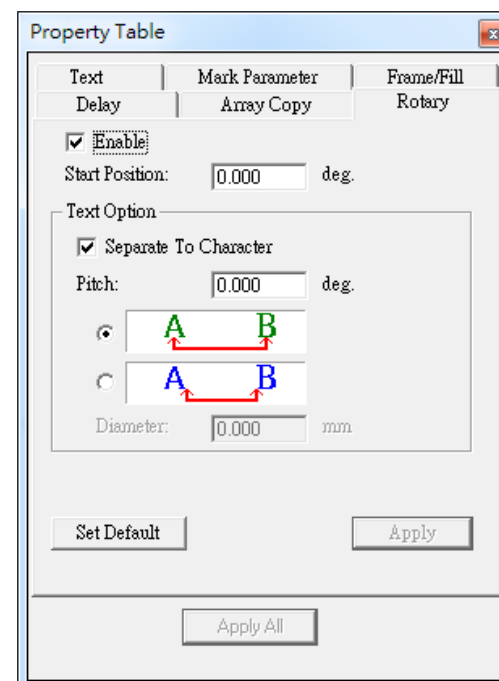 Property Table
Text Mark Parameter Frame/Fill
Delay Array Copy Rotary
Enable
Start Position: 0.000 deg.
Text Option
Separate To Character
Pitch: 0.000 deg.
A B
A B
Diameter: 0.000 mm
Set Default Apply
Apply All